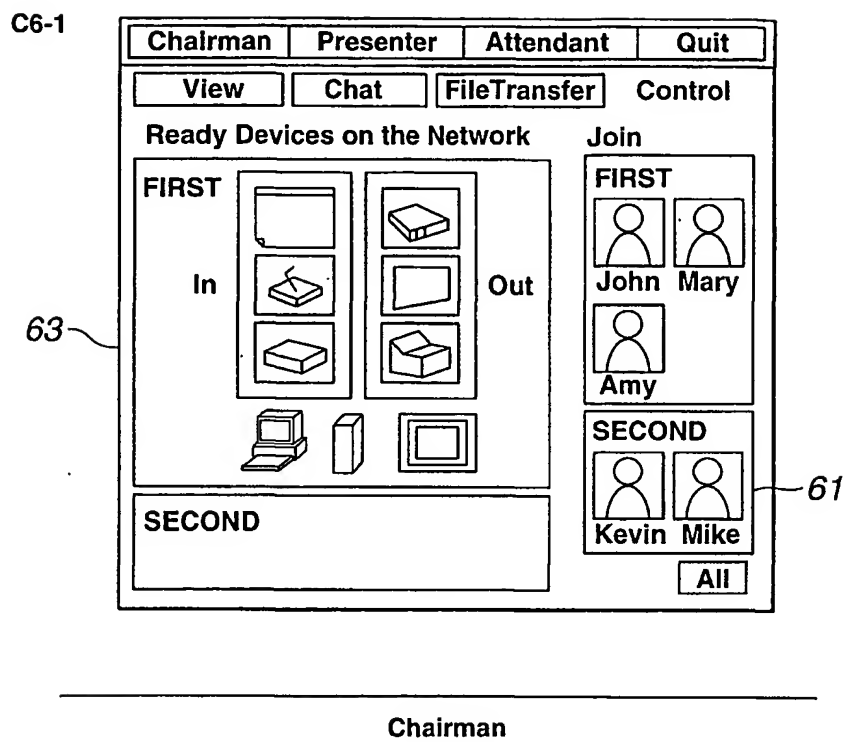 C6-1
Chairman Presenter Attendant Quit
View Chat FileTransfer Control
Ready Devices on the Network Join
FIRST
In
Out
63
SECOND
FIRST
John Mary
Amy
SECOND
61
Kevin Mike
All
Chairman